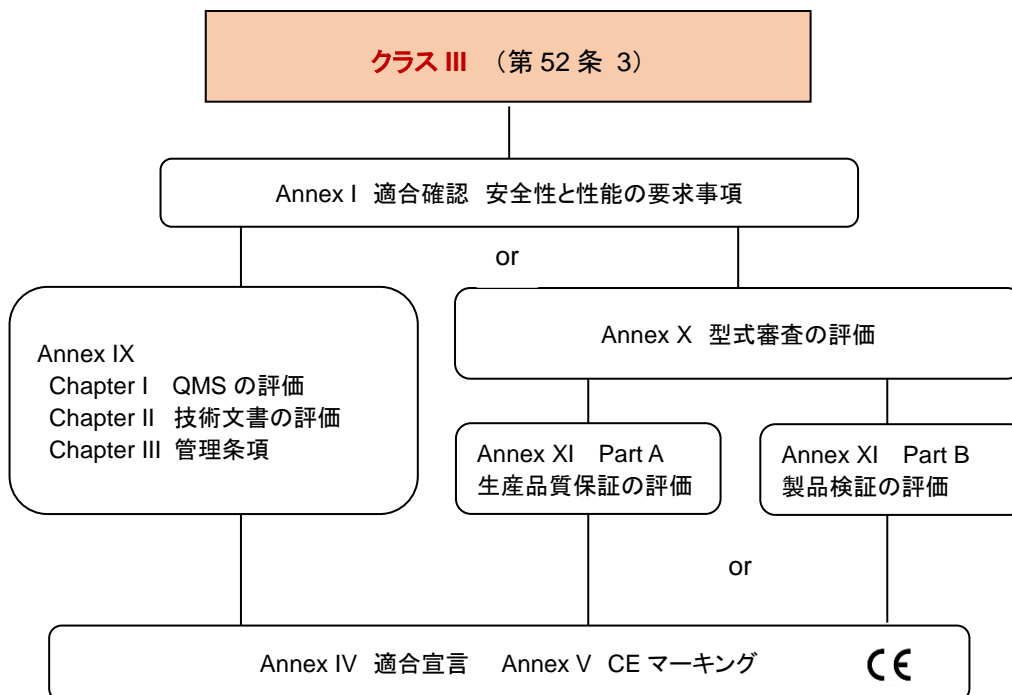 クラス III （第 52 条 3）
Annex I 適合確認 安全性と性能の要求事項
or
Annex IX
Chapter I QMS の評価
Chapter II 技術文書の評価
Chapter III 管理条項
Annex X 型式審査の評価
Annex XI Part A
生産品質保証の評価
Annex XI Part B
製品検証の評価
or
Annex IV 適合宣言 Annex V CE マーキング CE